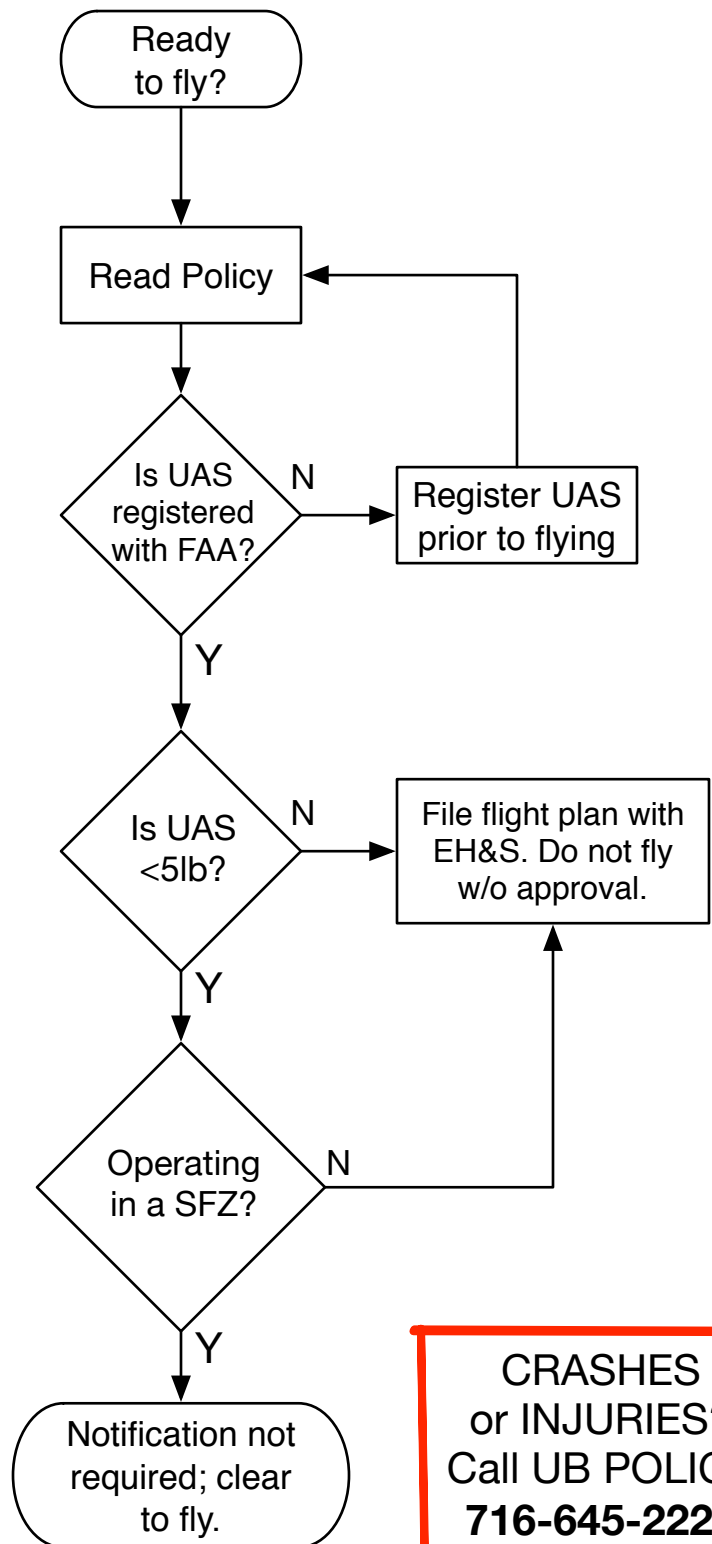 Ready
to fly?
Read Policy
Is UAS
registered
with FAA?
N
Register UAS
prior to flying
Y
Is UAS
<5lb?
N
File flight plan with
EH&S. Do not fly
w/o approval.
Y
Operating
in a SFZ?
N
Y
Notification not
required; clear
to fly.
CRASHES
or INJURIES
Call UB
716-645-222